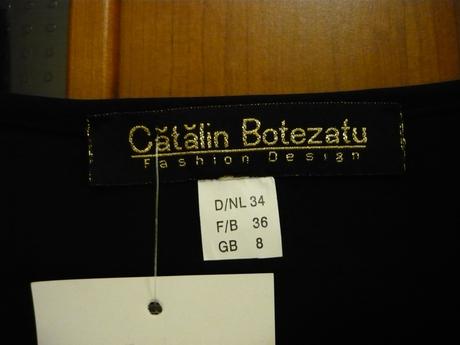 Cătălin Botezatu
Fashion Design
D/NL 34
F/B 36
GB 8